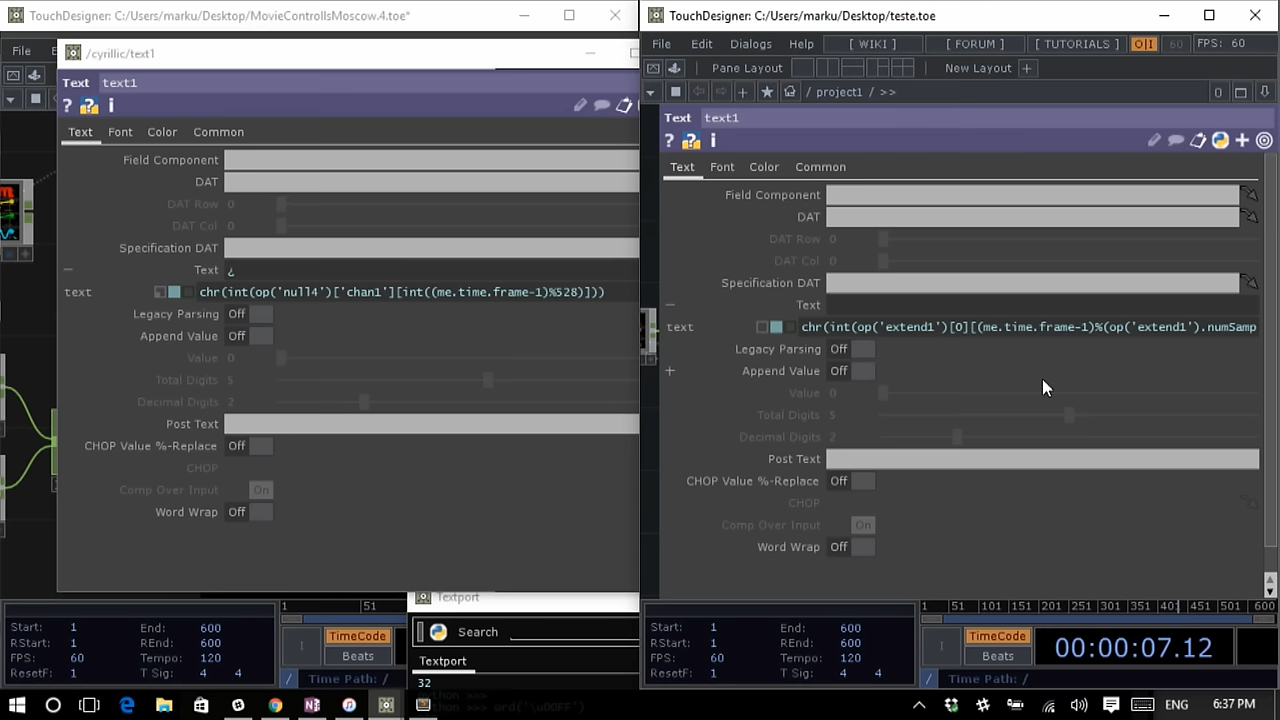 TouchDesigner: C:/Users/marku/Desktop/MovieControllsMoscow.4.toe*
File
/cyrillic/text1
Text text1
? ? i
Text Font Color Common
Field Component
DAT
DAT Row 0
DAT Col 0
Specification DAT
Text ¿
text chr(int(op('null4')['chan1'][int((me.time.frame-1)%528)]))
Legacy Parsing Off
Append Value Off
Value 0
Total Digits 5
Decimal Digits 2
Post Text
CHOP Value %-Replace Off
CHOP
Comp Over Input On
Word Wrap Off
1 51
Start: 1 End: 600
RStart: 1 REnd: 600
FPS: 60 Tempo: 120
ResetF: 1 T Sig: 4 4
TimeCode
Beats
/ Time Path: /
Textport
Search
Textport
32
python >>>
python >>> ord('\u00FF')
TouchDesigner: C:/Users/marku/Desktop/teste.toe
File Edit Dialogs Help [ WIKI ] [ FORUM ] [ TUTORIALS ] O|I 60 FPS: 60
Pane Layout New Layout +
/ project1 / >>
Text text1
? ? i
Text Font Color Common
Field Component
DAT
DAT Row 0
DAT Col 0
Specification DAT
Text
text chr(int(op('extend1')[0][(me.time.frame-1)%(op('extend1').numSamp
Legacy Parsing Off
Append Value Off
Value 0
Total Digits 5
Decimal Digits 2
Post Text
CHOP Value %-Replace Off
CHOP
Comp Over Input On
Word Wrap Off
1 51 101 151 201 251 301 351 401 451 501 551 600
Start: 1 End: 600
RStart: 1 REnd: 600
FPS: 60 Tempo: 120
ResetF: 1 T Sig: 4 4
TimeCode
Beats
00:00:07.12
/ Time Path: /
ENG 6:37 PM